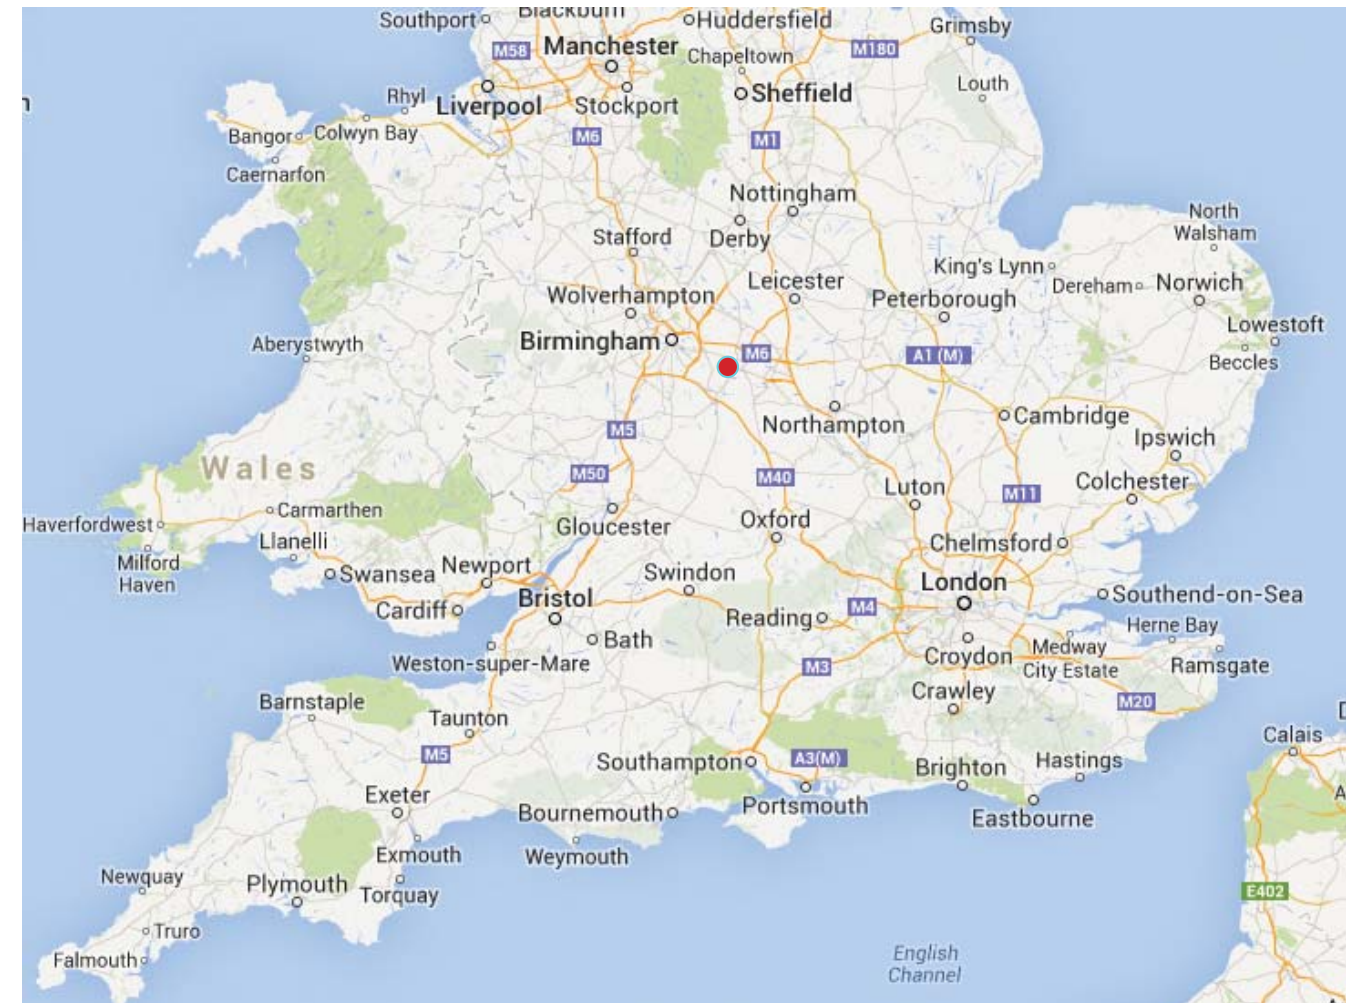 Blackburn
Southport
Huddersfield
Grimsby
M58
Manchester
M180
Chapeltown
Louth
Rhyl
Liverpool
Stockport
Sheffield
Bangor
Colwyn Bay
M6
M1
Caernarfon
Nottingham
North
Walsham
Stafford
Derby
King's Lynn
Leicester
Dereham
Norwich
Wolverhampton
Peterborough
Lowestoft
Aberystwyth
Birmingham
M6
A1 (M)
Beccles
Northampton
Cambridge
M5
Ipswich
Wales
M50
M40
Luton
M11
Colchester
Carmarthen
Haverfordwest
Gloucester
Oxford
Llanelli
Chelmsford
Milford
Haven
Swansea
Newport
Swindon
London
Bristol
Southend-on-Sea
Cardiff
Reading
M4
Herne Bay
Bath
Weston-super-Mare
Croydon
Medway
City Estate
Ramsgate
M3
Crawley
M20
Barnstaple
Taunton
Calais
M5
Southampton
A3(M)
Brighton
Hastings
Exeter
Bournemouth
Portsmouth
Eastbourne
Exmouth
Weymouth
Newquay
Plymouth
Torquay
E402
Truro
Falmouth
English
Channel